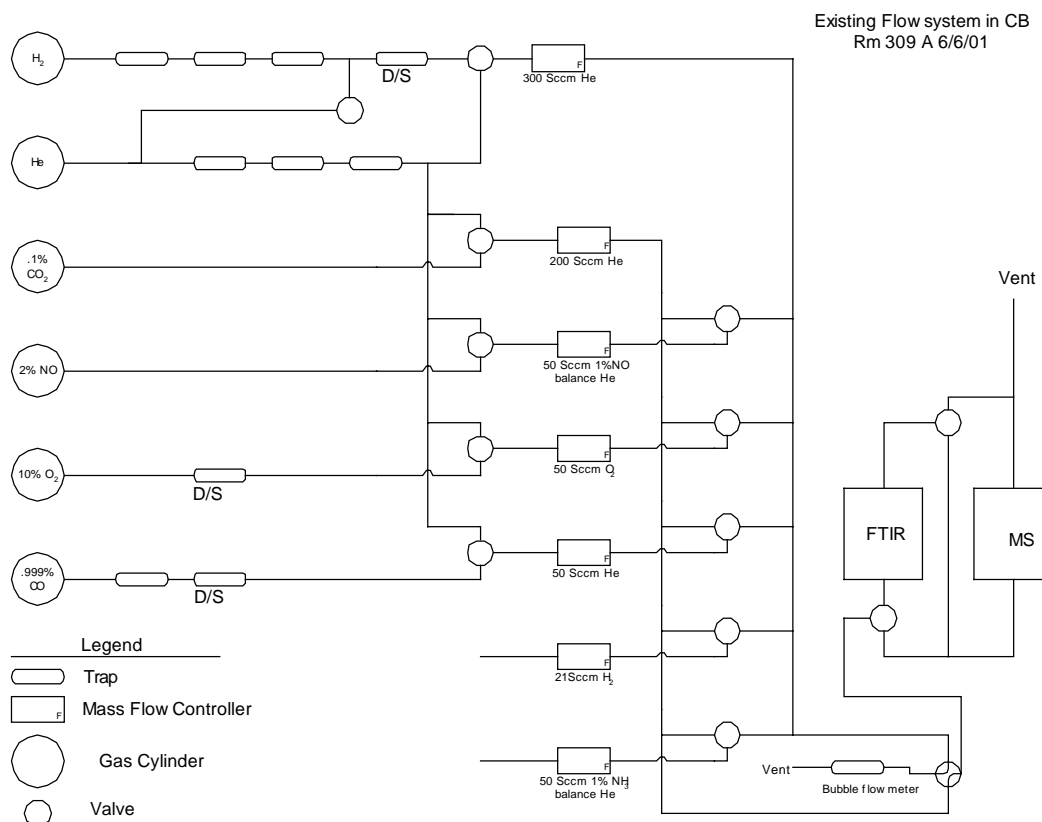 Existing Flow system in CB
Rm 309 A 6/6/01
H2
D/S
F
300 Sccm He
He
.1%
CO2
F
200 Sccm He
Vent
2% NO
F
50 Sccm 1%NO
balance He
10% O2
D/S
F
50 Sccm O2
FTIR
MS
.999%
CO
D/S
F
50 Sccm He
Legend
Trap
F
Mass Flow Controller
Gas Cylinder
Valve
F
21Sccm H2
F
50 Sccm 1% NH3
balance He
Vent
Bubble flow meter